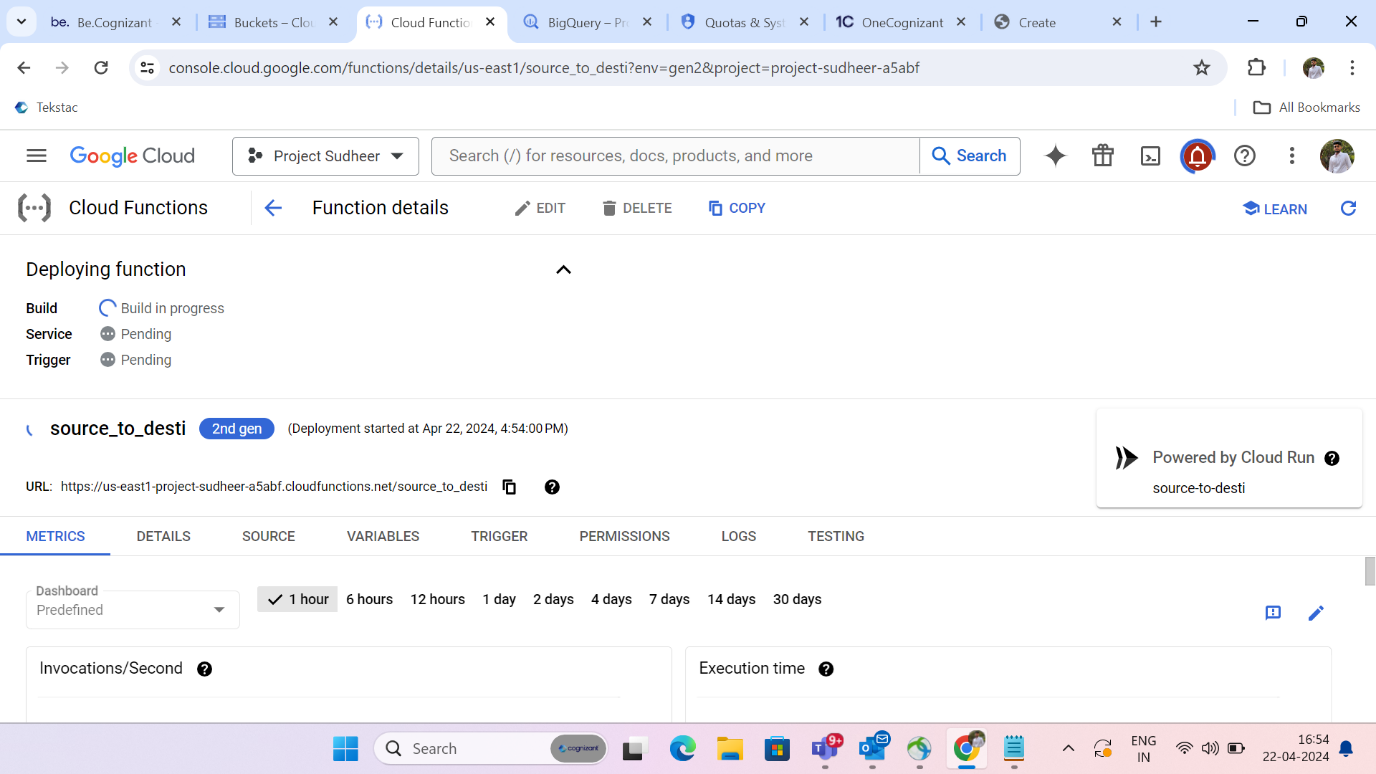 be. Be.Cognizant
Buckets – Clou
Cloud Functio
BigQuery – Pr
Quotas & Syst
1C OneCognizant
Create
console.cloud.google.com/functions/details/us-east1/source_to_desti?env=gen2&project=project-sudheer-a5abf
Tekstac
All Bookmarks
Google Cloud
Project Sudheer
Search (/) for resources, docs, products, and more
Search
Cloud Functions
Function details
EDIT
DELETE
COPY
LEARN
Deploying function
Build Build in progress
Service Pending
Trigger Pending
source_to_desti 2nd gen (Deployment started at Apr 22, 2024, 4:54:00 PM)
Powered by Cloud Run
source-to-desti
URL: https://us-east1-project-sudheer-a5abf.cloudfunctions.net/source_to_desti
METRICS DETAILS SOURCE VARIABLES TRIGGER PERMISSIONS LOGS TESTING
Dashboard
Predefined
1 hour 6 hours 12 hours 1 day 2 days 4 days 7 days 14 days 30 days
Invocations/Second
Execution time
Search
cognizant
9+
ENG
IN
16:54
22-04-2024